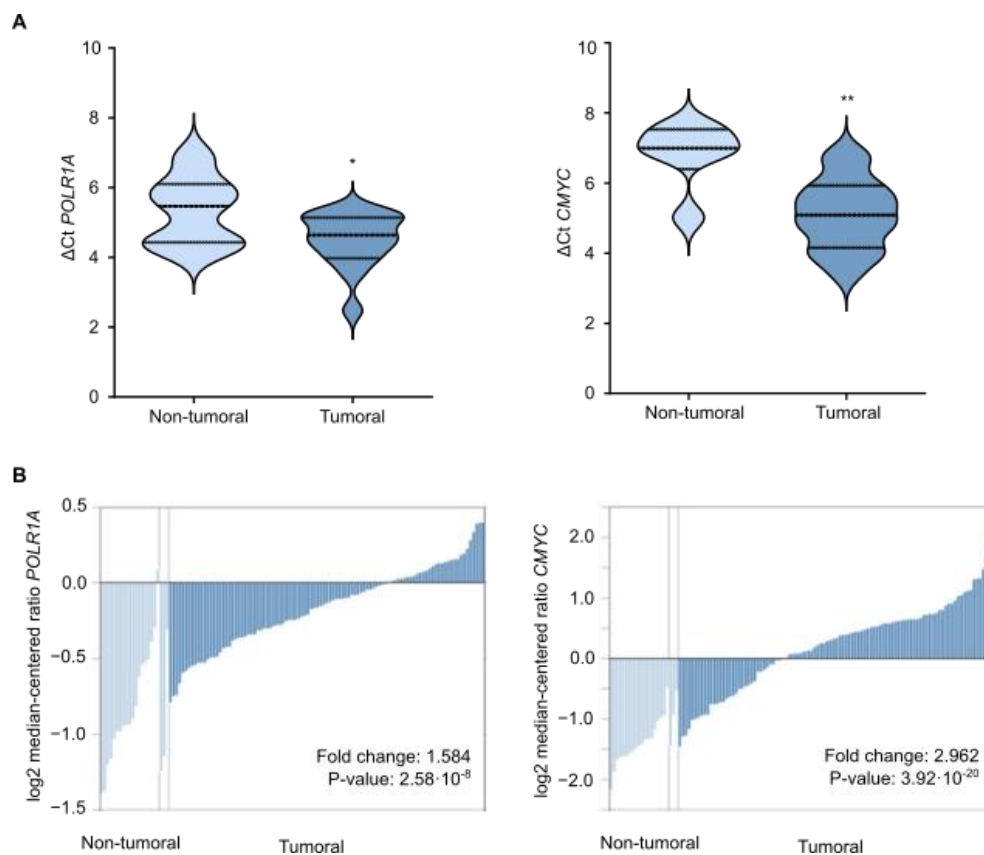 A
10
8
6
4
2
0
ΔCt POLR1A
*
Non-tumoral
Tumoral
10
8
6
4
2
0
ΔCt CMYC
**
Non-tumoral
Tumoral
B
0.5
0.0
−0.5
−1.0
−1.5
log2 median-centered ratio POLR1A
Fold change: 1.584
P-value: 2.58·10-8
Non-tumoral
Tumoral
2.0
1.0
0.0
−1.0
−2.0
log2 median-centered ratio CMYC
Fold change: 2.962
P-value: 3.92·10-20
Non-tumoral
Tumoral